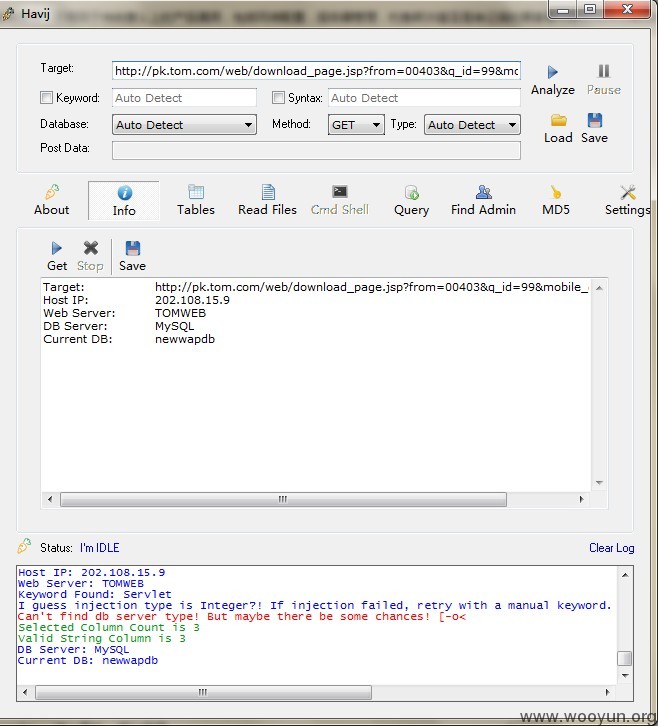 Havij
Target: http://pk.tom.com/web/download_page.jsp?from=00403&q_id=99&mo
Keyword: Auto Detect Syntax: Auto Detect
Analyze Pause
Database: Auto Detect Method: GET Type: Auto Detect
Load Save
Post Data:
About Info Tables Read Files Cmd Shell Query Find Admin MD5 Settings
Get Stop Save
Target: http://pk.tom.com/web/download_page.jsp?from=00403&q_id=99&mobile_
Host IP: 202.108.15.9
Web Server: TOMWEB
DB Server: MySQL
Current DB: newwapdb
Status: I'm IDLE Clear Log
Host IP: 202.108.15.9
Web Server: TOMWEB
Keyword Found: Servlet
I guess injection type is Integer?! If injection failed, retry with a manual keyword.
Can't find db server type! But maybe there be some chances! [-o<
Selected Column Count is 3
Valid String Column is 3
DB Server: MySQL
Current DB: newwapdb
www.wooyun.org